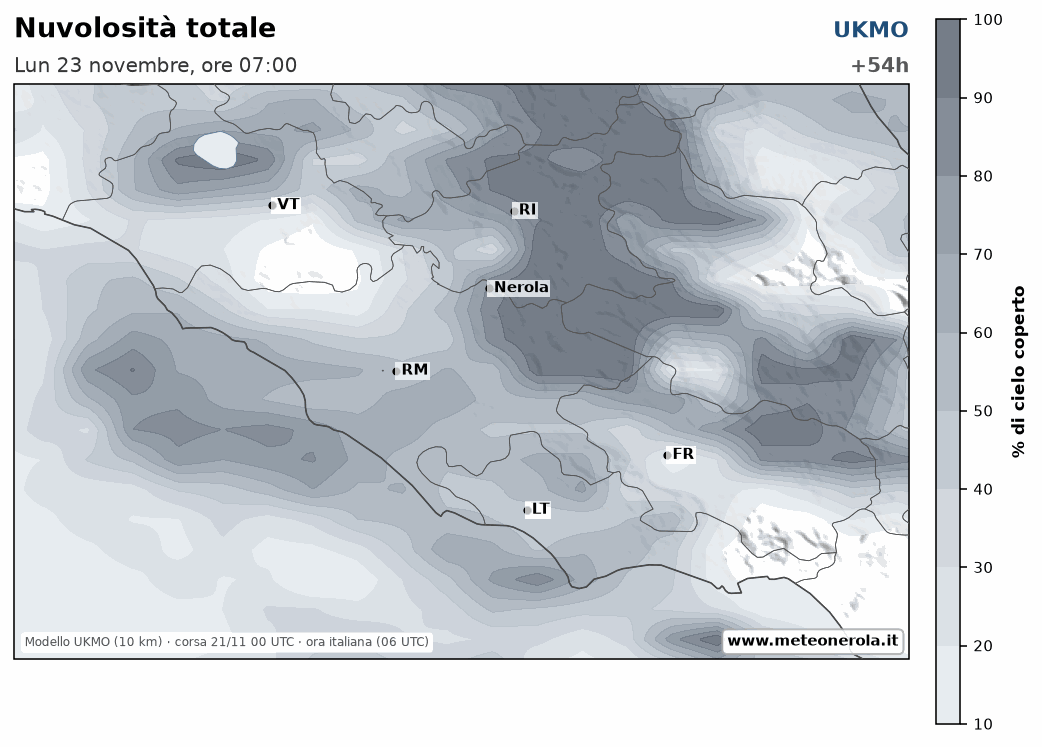 Nuvolosità totale
UKMO
Lun 23 novembre, ore 07:00
+54h
100
90
80
70
60
50
40
30
20
10
% di cielo coperto
VT
RI
Nerola
RM
FR
LT
Modello UKMO (10 km) · corsa 21/11 00 UTC · ora italiana (06 UTC)
www.meteonerola.it